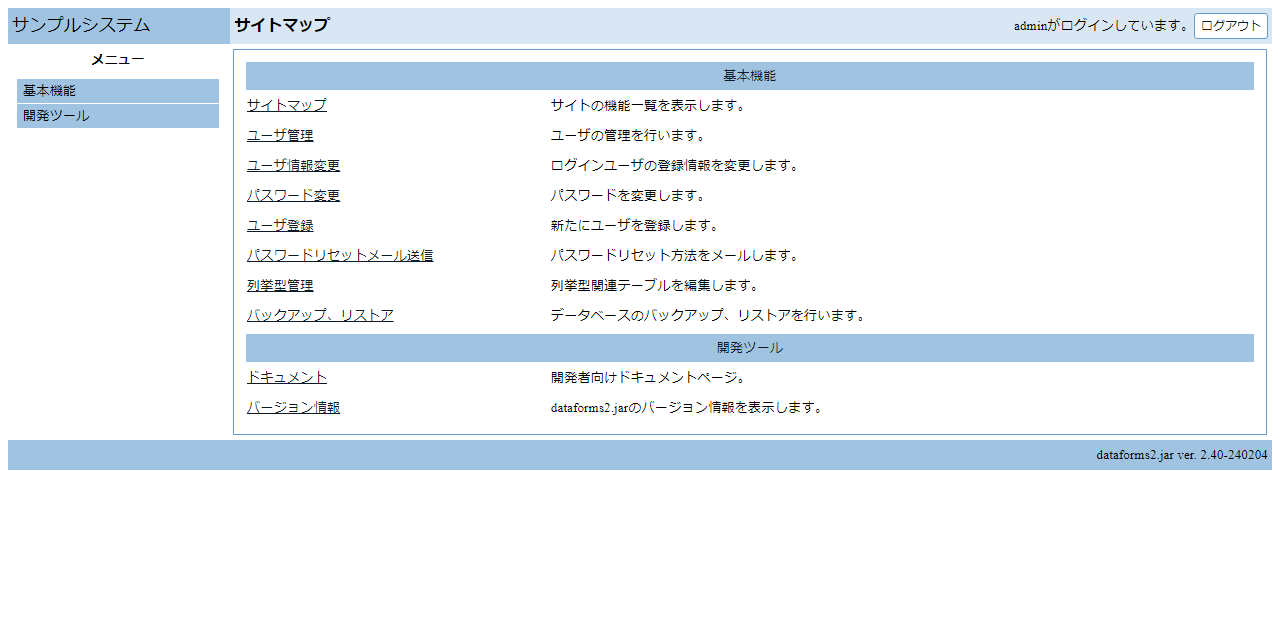 サンプルシステム
サイトマップ
adminがログインしています。 ログアウト
メニュー
基本機能
開発ツール
基本機能
サイトマップ サイトの機能一覧を表示します。
ユーザ管理 ユーザの管理を行います。
ユーザ情報変更 ログインユーザの登録情報を変更します。
パスワード変更 パスワードを変更します。
ユーザ登録 新たにユーザを登録します。
パスワードリセットメール送信 パスワードリセット方法をメールします。
列挙型管理 列挙型関連テーブルを編集します。
バックアップ、リストア データベースのバックアップ、リストアを行います。
開発ツール
ドキュメント 開発者向けドキュメントページ。
バージョン情報 dataforms2.jarのバージョン情報を表示します。
dataforms2.jar ver. 2.40-240204